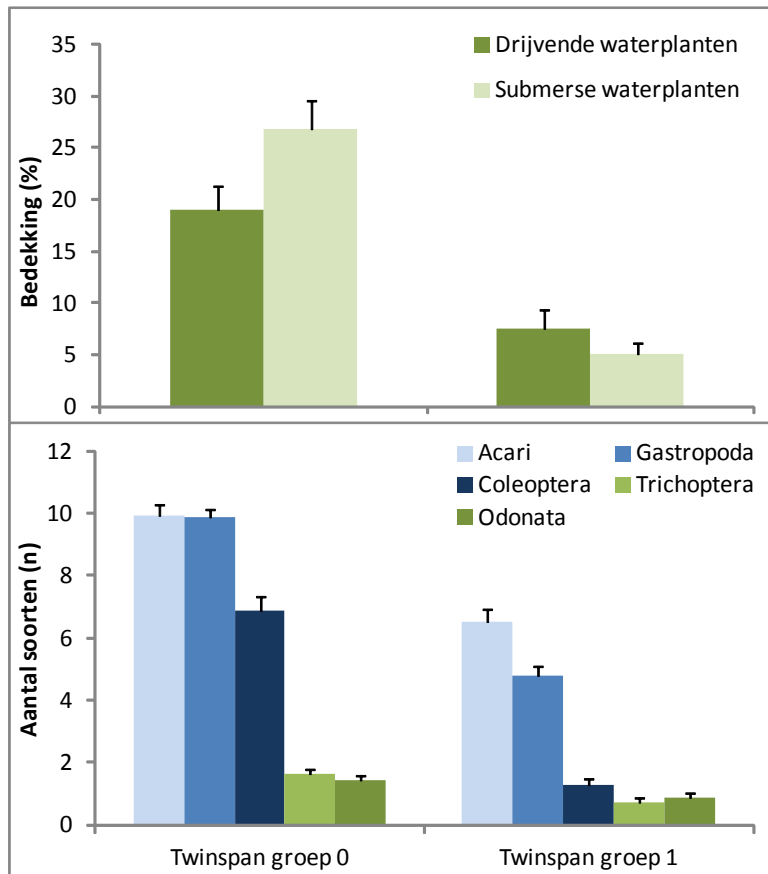 35
30
25
20
15
10
5
0
Bedekking (%)
Drijvende waterplanten
Submerse waterplanten
12
10
8
6
4
2
0
Aantal soorten (n)
Acari Gastropoda
Coleoptera Trichoptera
Odonata
Twinspan groep 0 Twinspan groep 1